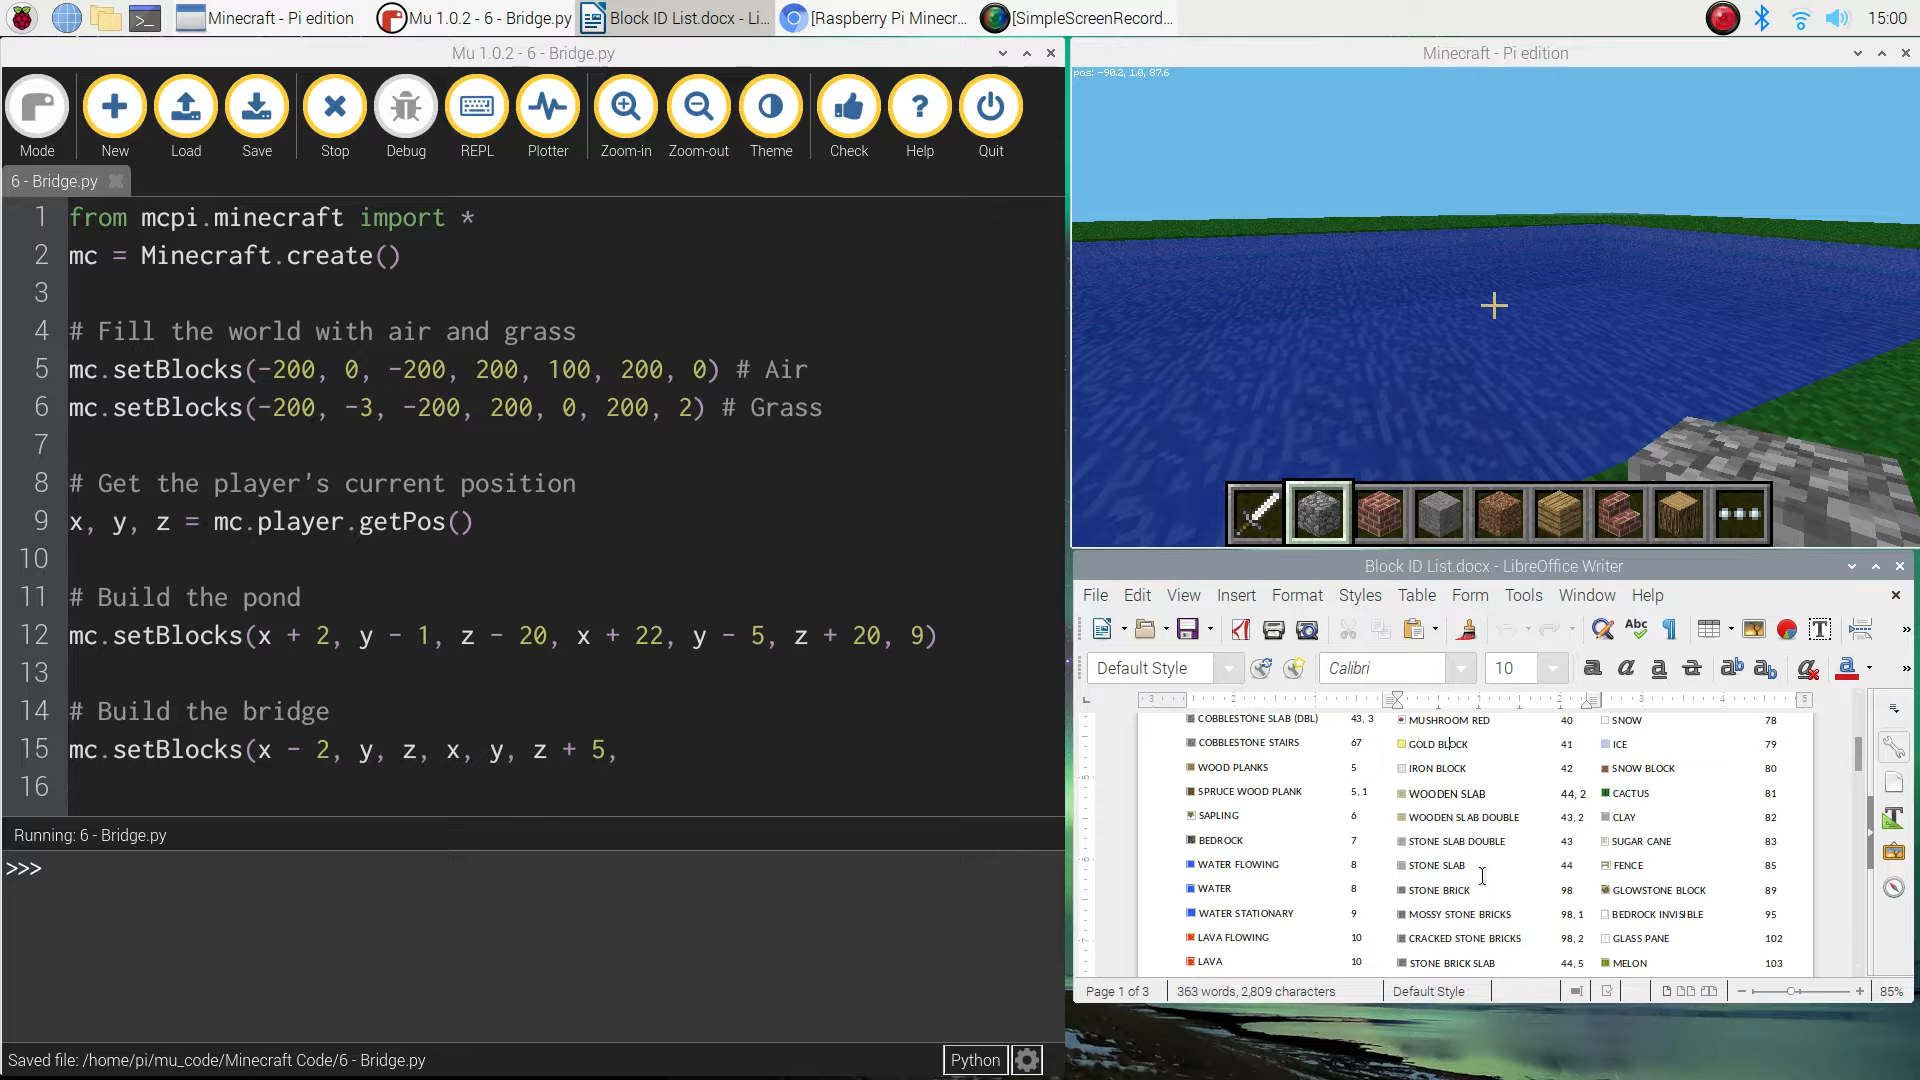 Minecraft - Pi edition
Mu 1.0.2 - 6 - Bridge.py
Block ID List.docx - Li...
[Raspberry Pi Minecr...
[SimpleScreenRecord...
15:00
Mu 1.0.2 - 6 - Bridge.py
Mode New Load Save Stop Debug REPL Plotter Zoom-in Zoom-out Theme Check Help Quit
6 - Bridge.py
1 from mcpi.minecraft import *
2 mc = Minecraft.create()
3
4 # Fill the world with air and grass
5 mc.setBlocks(-200, 0, -200, 200, 100, 200, 0) # Air
6 mc.setBlocks(-200, -3, -200, 200, 0, 200, 2) # Grass
7
8 # Get the player's current position
9 x, y, z = mc.player.getPos()
10
11 # Build the pond
12 mc.setBlocks(x + 2, y - 1, z - 20, x + 22, y - 5, z + 20, 9)
13
14 # Build the bridge
15 mc.setBlocks(x - 2, y, z, x, y, z + 5,
16
Running: 6 - Bridge.py
>>>
Saved file: /home/pi/mu_code/Minecraft Code/6 - Bridge.py
Python
Minecraft - Pi edition
pos: -90.2, 1.0, 87.6
Block ID List.docx - LibreOffice Writer
File Edit View Insert Format Styles Table Form Tools Window Help
Default Style Calibri 10
COBBLESTONE SLAB (DBL) 43, 3 MUSHROOM RED 40 SNOW 78
COBBLESTONE STAIRS 67 GOLD BLOCK 41 ICE 79
WOOD PLANKS 5 IRON BLOCK 42 SNOW BLOCK 80
SPRUCE WOOD PLANK 5, 1 WOODEN SLAB 44, 2 CACTUS 81
SAPLING 6 WOODEN SLAB DOUBLE 43, 2 CLAY 82
BEDROCK 7 STONE SLAB DOUBLE 43 SUGAR CANE 83
WATER FLOWING 8 STONE SLAB 44 FENCE 85
WATER 8 STONE BRICK 98 GLOWSTONE BLOCK 89
WATER STATIONARY 9 MOSSY STONE BRICKS 98, 1 BEDROCK INVISIBLE 95
LAVA FLOWING 10 CRACKED STONE BRICKS 98, 2 GLASS PANE 102
LAVA 10 STONE BRICK SLAB 44, 5 MELON 103
Page 1 of 3 363 words, 2,809 characters Default Style 85%